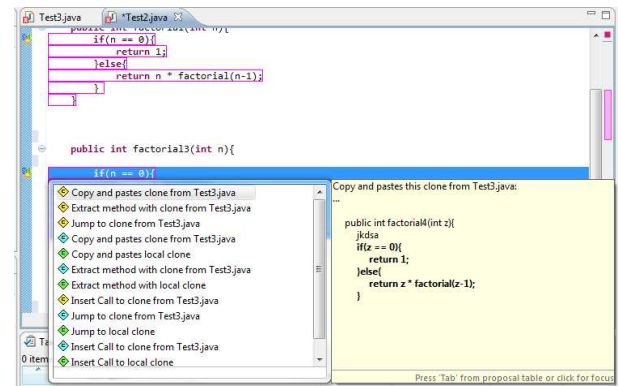 Test3.java
*Test2.java
public int factorial(int n){
if(n == 0){
return 1;
}else{
return n * factorial(n-1);
}
}
public int factorial3(int n){
if(n == 0){
Copy and pastes clone from Test3.java
Extract method with clone from Test3.java
Jump to clone from Test3.java
Copy and pastes clone from Test3.java
Copy and pastes local clone
Extract method with clone from Test3.java
Extract method with local clone
Insert Call to clone from Test3.java
Jump to clone from Test3.java
Jump to local clone
Insert Call to clone from Test3.java
Insert Call to local clone
Copy and pastes this clone from Test3.java:
...
public int factorial4(int z){
jkdsa
if(z == 0){
return 1;
}else{
return z * factorial(z-1);
}
Press 'Tab' from proposal table or click for focus
Ta
0 item